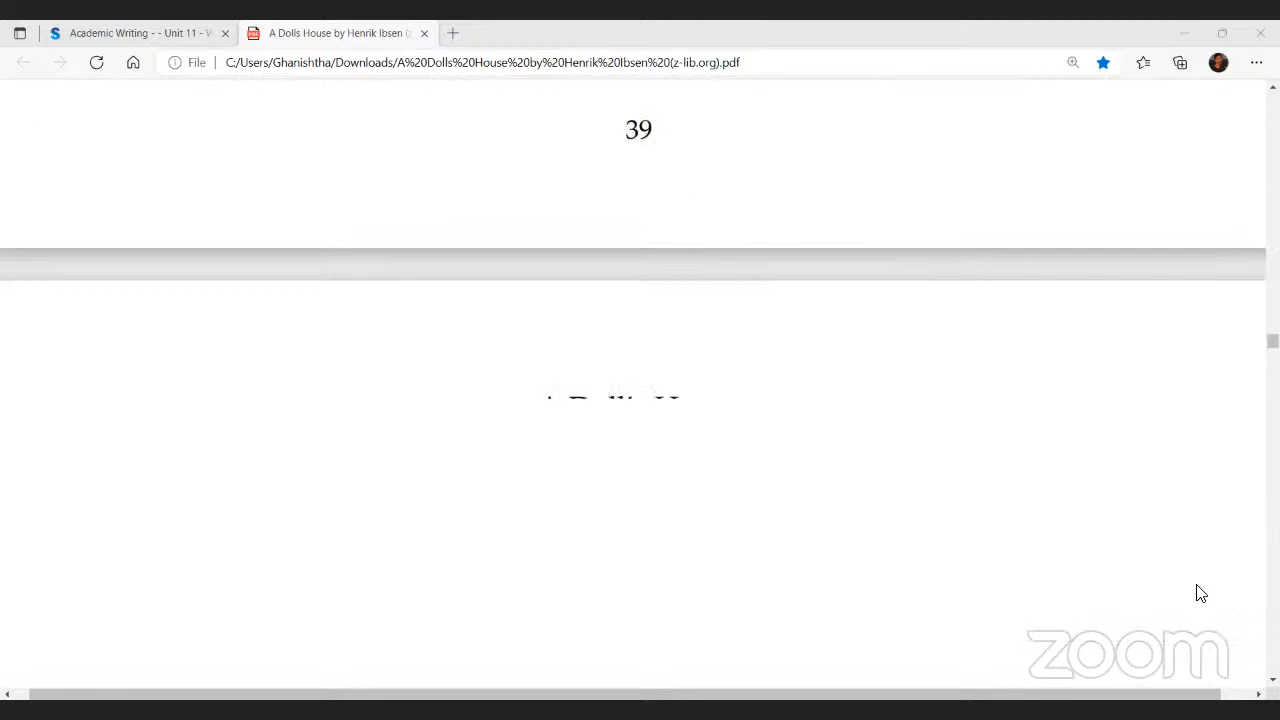 Academic Writing - - Unit 11 - W
A Dolls House by Henrik Ibsen (z
File
C:/Users/Ghanishtha/Downloads/A%20Dolls%20House%20by%20Henrik%20Ibsen%20(z-lib.org).pdf
39
zoom